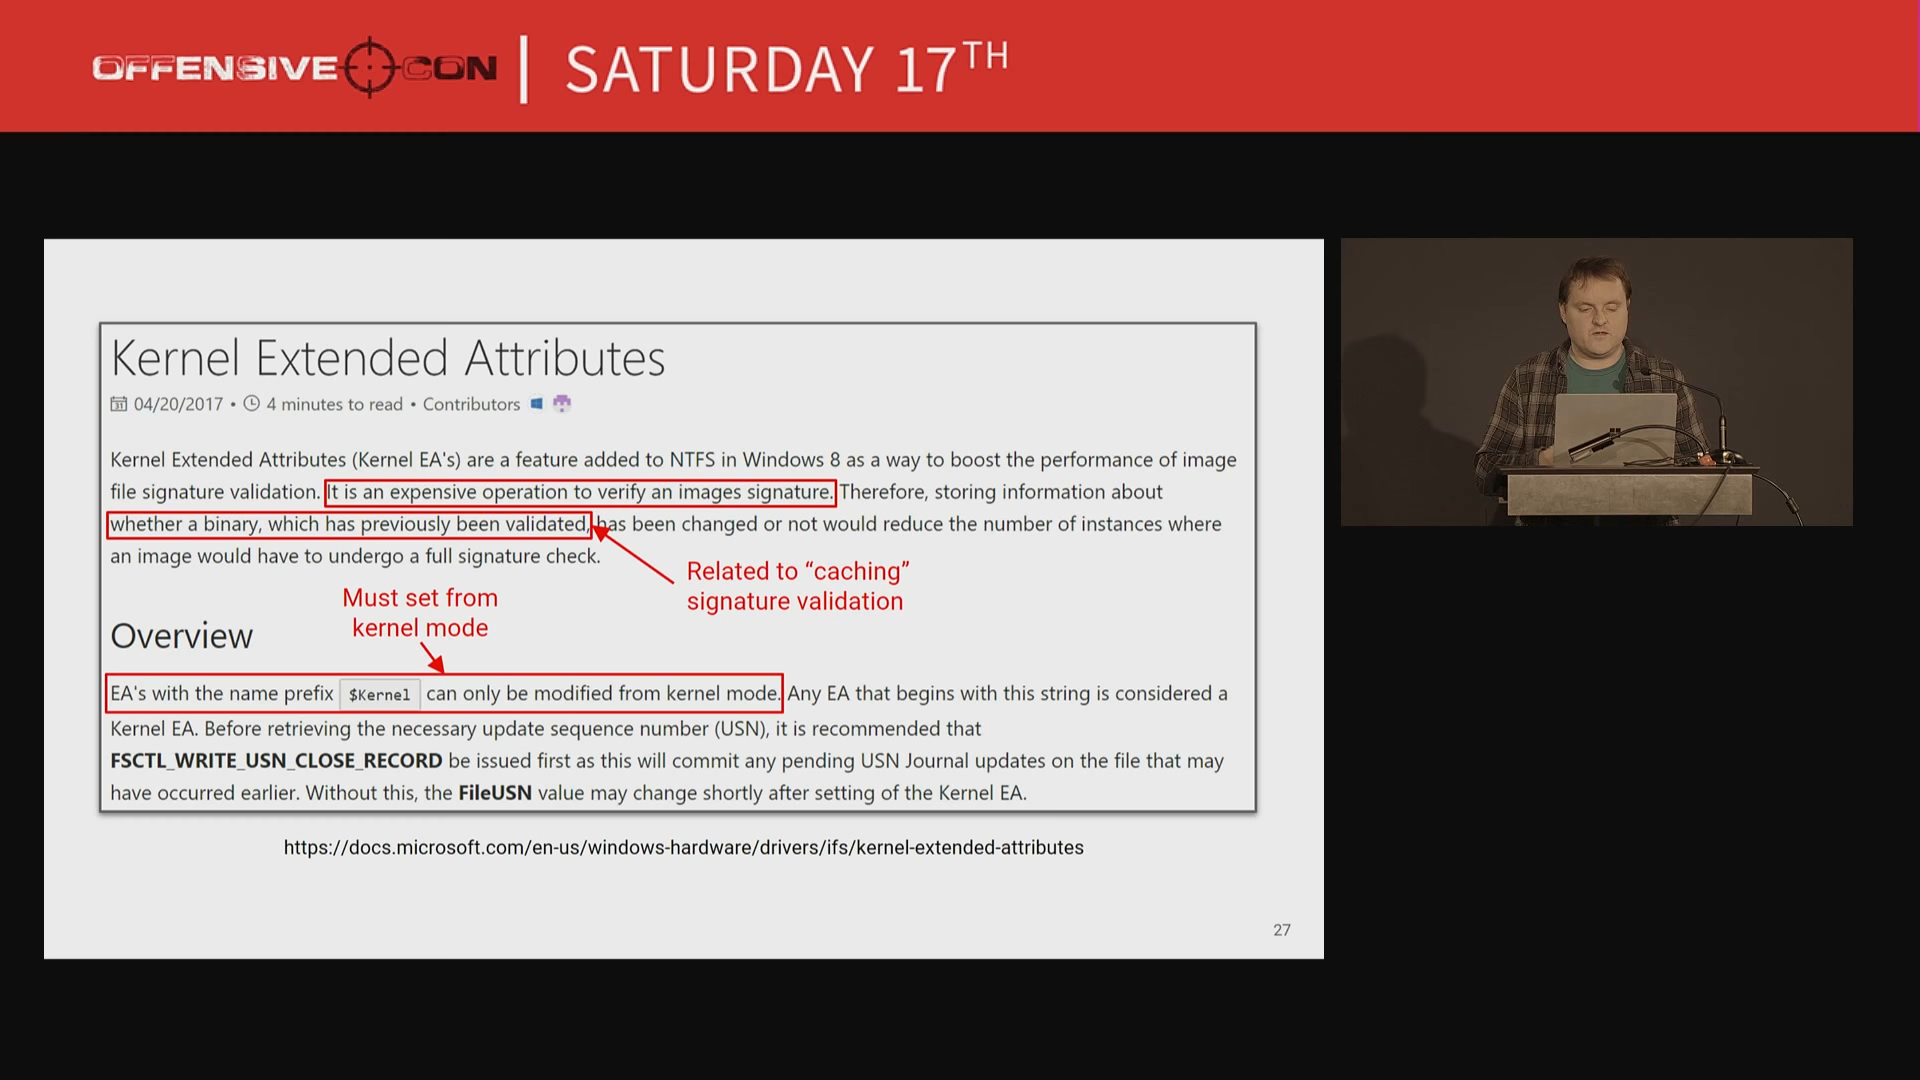 OFFENSIVE CON | SATURDAY 17TH
Kernel Extended Attributes
04/20/2017 • 4 minutes to read • Contributors
Kernel Extended Attributes (Kernel EA's) are a feature added to NTFS in Windows 8 as a way to boost the performance of image
file signature validation. It is an expensive operation to verify an images signature. Therefore, storing information about
whether a binary, which has previously been validated, has been changed or not would reduce the number of instances where
an image would have to undergo a full signature check.
Related to “caching”
signature validation
Must set from
kernel mode
Overview
EA's with the name prefix $Kernel can only be modified from kernel mode. Any EA that begins with this string is considered a
Kernel EA. Before retrieving the necessary update sequence number (USN), it is recommended that
FSCTL_WRITE_USN_CLOSE_RECORD be issued first as this will commit any pending USN Journal updates on the file that may
have occurred earlier. Without this, the FileUSN value may change shortly after setting of the Kernel EA.
https://docs.microsoft.com/en-us/windows-hardware/drivers/ifs/kernel-extended-attributes
27